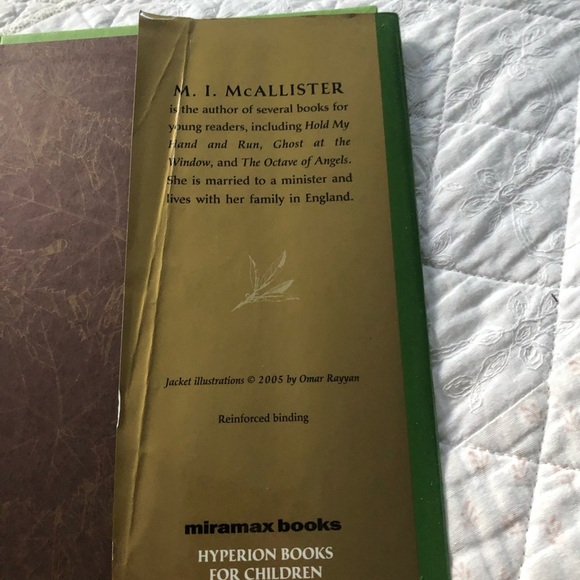 M. I. McALLISTER
is the author of several books for
young readers, including Hold My
Hand and Run, Ghost at the
Window, and The Octave of Angels.
She is married to a minister and
lives with her family in England.
Jacket illustrations © 2005 by Omar Rayyan
Reinforced binding
miramax books
HYPERION BOOKS
FOR CHILDREN